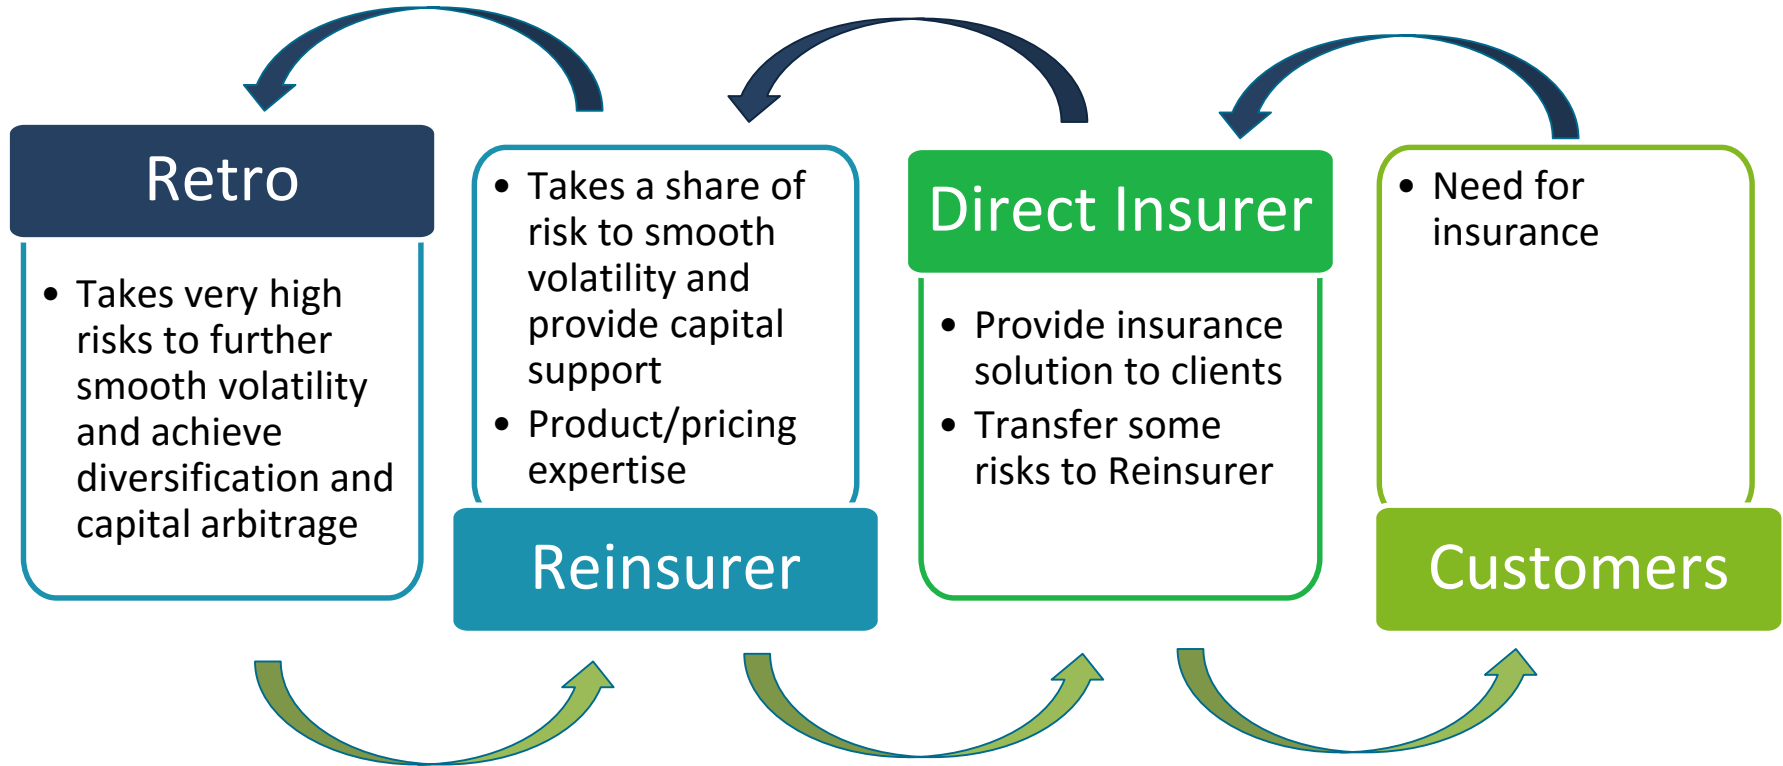 Retro
• Takes very high
risks to further
smooth volatility
and achieve
diversification and
capital arbitrage
• Takes a share of
risk to smooth
volatility and
provide capital
support
• Product/pricing
expertise
Reinsurer
Direct Insurer
• Provide insurance
solution to clients
• Transfer some
risks to Reinsurer
• Need for
insurance
Customers